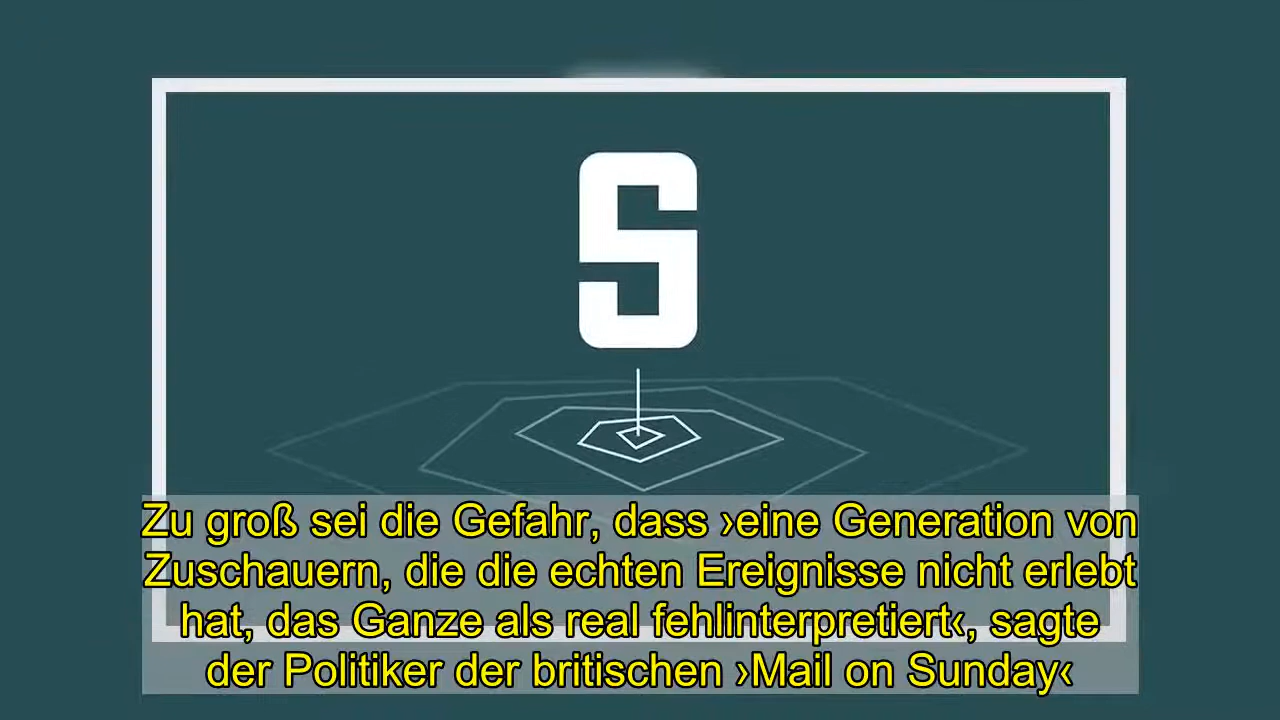 S
Zu groß sei die Gefahr, dass ›eine Generation von
Zuschauern, die die echten Ereignisse nicht erlebt
hat, das Ganze als real fehlinterpretiert‹, sagte
der Politiker der britischen ›Mail on Sunday‹